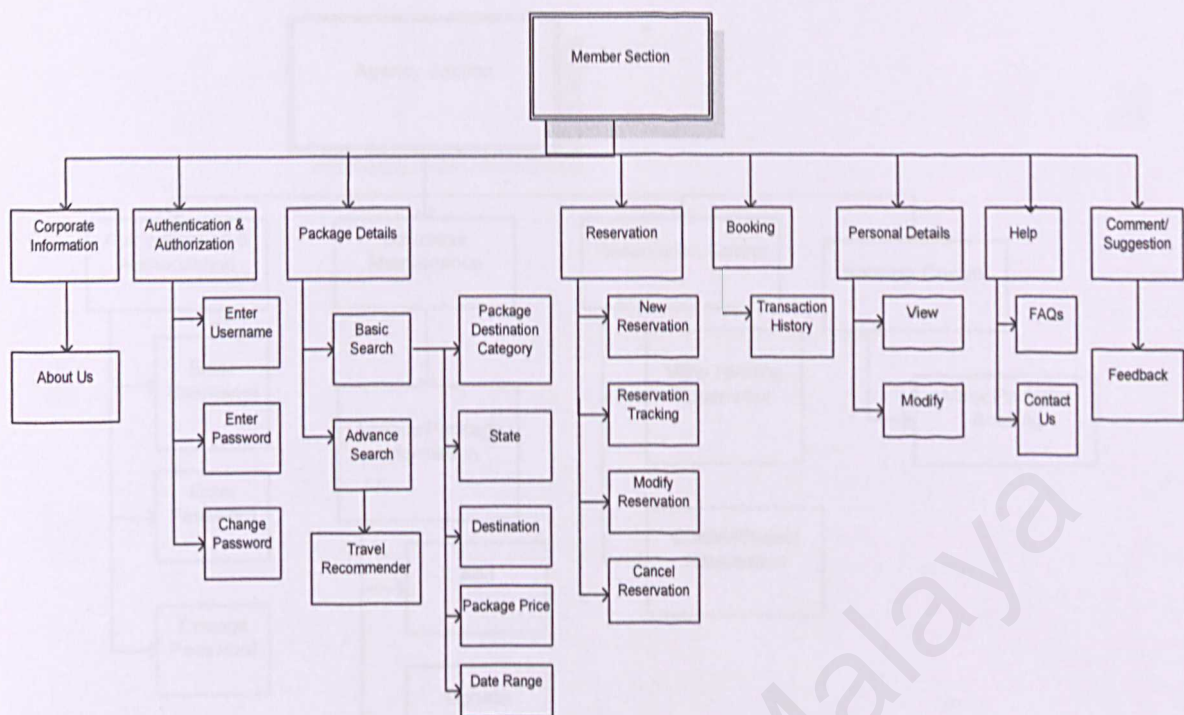 Member Section
Corporate
Information
Authentication &
Authorization
Package Details
Reservation
Booking
Personal Details
Help
Comment/
Suggestion
About Us
Enter
Username
Enter
Password
Change
Password
Basic
Search
Advance
Search
Travel
Recommender
Package
Destination
Category
State
Destination
Package Price
Date Range
New
Reservation
Reservation
Tracking
Modify
Reservation
Cancel
Reservation
Transaction
History
View
Modify
FAQs
Contact
Us
Feedback
Malaya